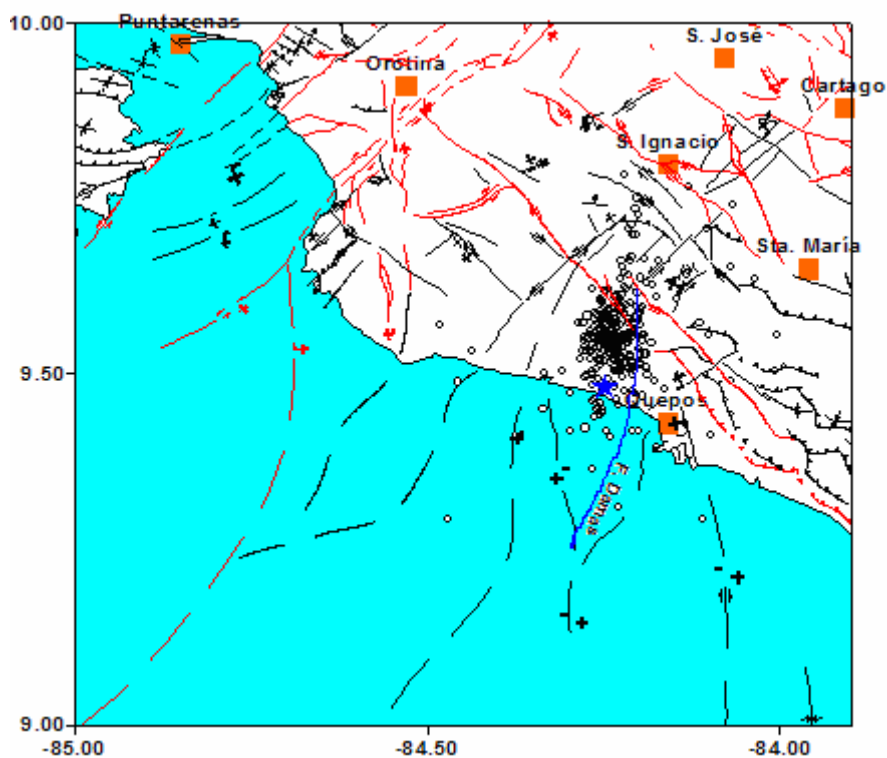 10.00
Puntarenas
S. José
Orotina
Cartago
S. Ignacio
Sta. María
9.50
Quepos
F. Damas
9.00
-85.00
-84.50
-84.00